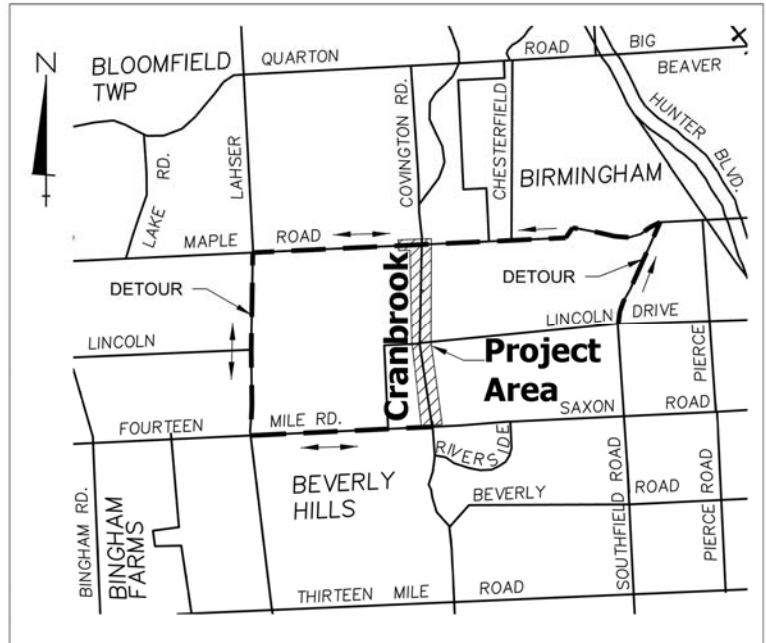 N
BLOOMFIELD
TWP
QUARTON
ROAD
BIG
BEAVER
LAHSER
LAKE RD.
COVINGTON RD.
CHESTERFIELD
HUNTER BLVD.
BIRMINGHAM
MAPLE ROAD
DETOUR
DETOUR
Cranbrook
LINCOLN
LINCOLN DRIVE
Project
Area
PIERCE
SAXON ROAD
FOURTEEN MILE RD.
RIVERSIDE
BEVERLY
HILLS
BEVERLY ROAD
BINGHAM RD.
BINGHAM
FARMS
SOUTHFIELD ROAD
PIERCE ROAD
THIRTEEN MILE ROAD